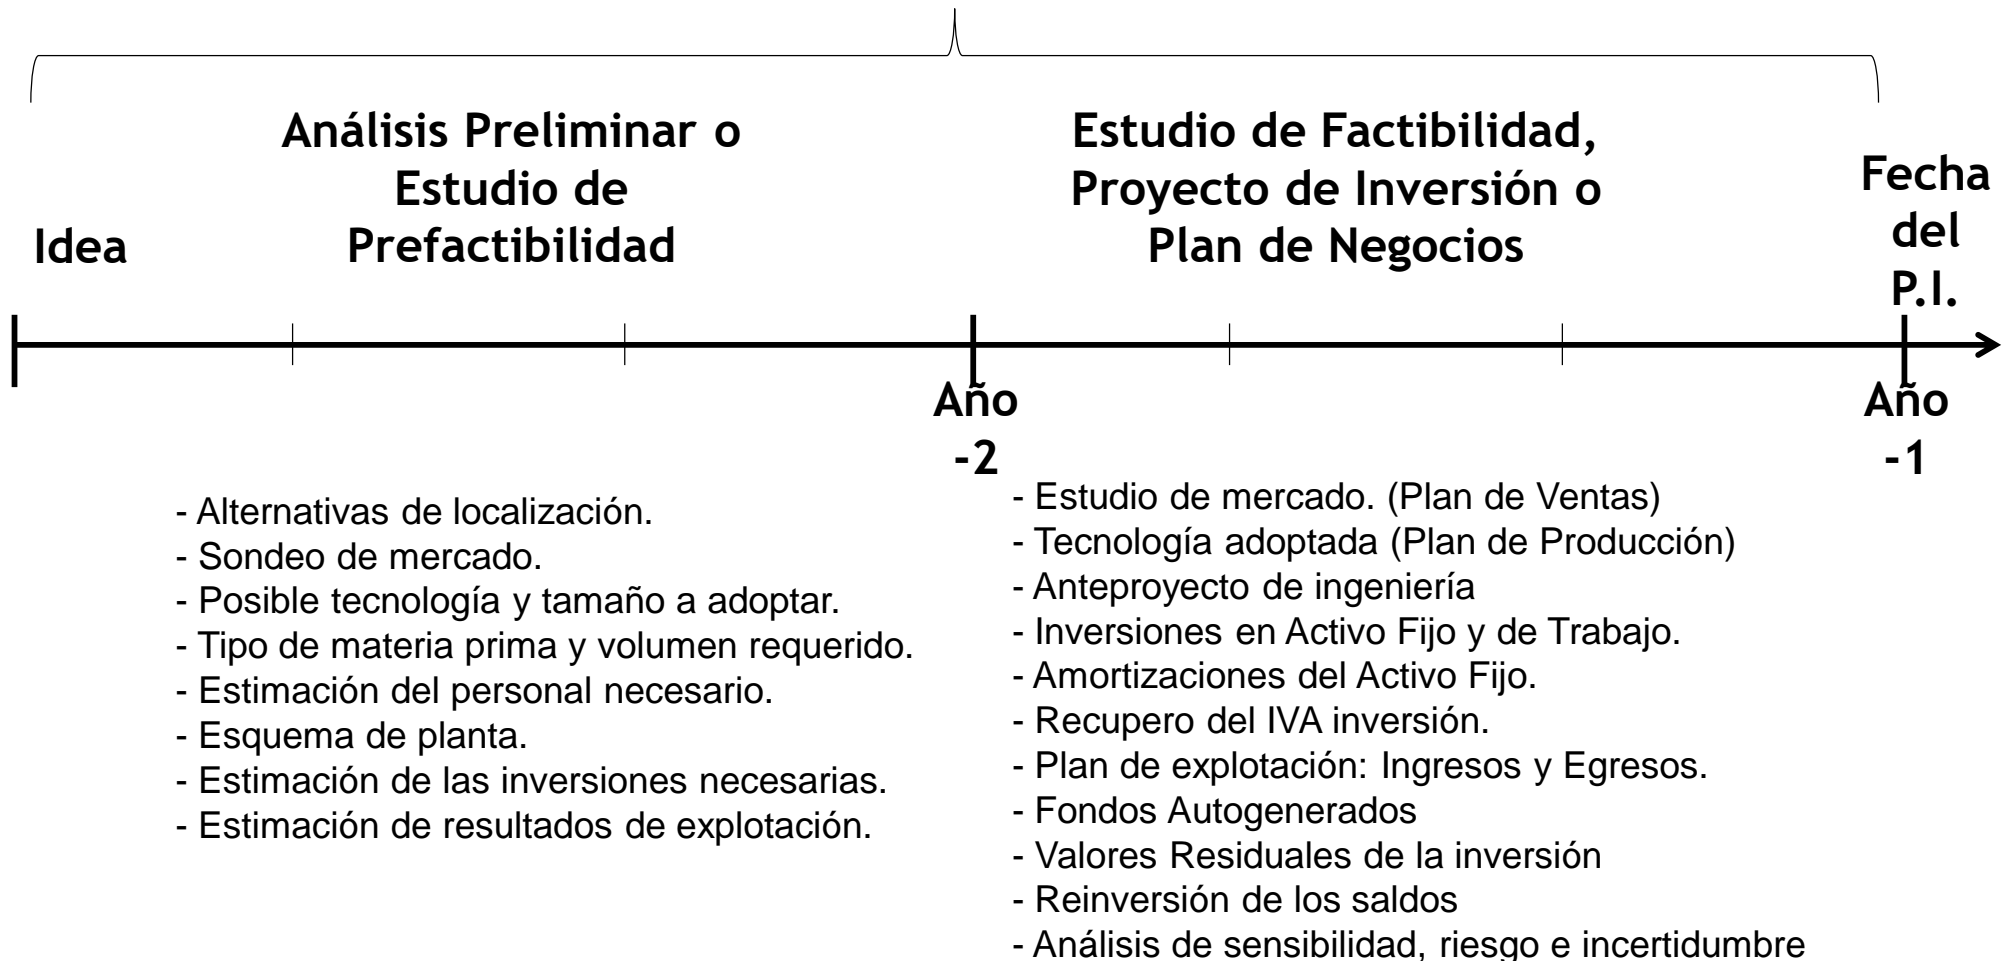 Idea
Análisis Preliminar o
Estudio de
Prefactibilidad
Estudio de Factibilidad,
Proyecto de Inversión o
Plan de Negocios
Fecha
del
P.I.
Año
-2
Año
-1
- Alternativas de localización.
- Sondeo de mercado.
- Posible tecnología y tamaño a adoptar.
- Tipo de materia prima y volumen requerido.
- Estimación del personal necesario.
- Esquema de planta.
- Estimación de las inversiones necesarias.
- Estimación de resultados de explotación.
- Estudio de mercado. (Plan de Ventas)
- Tecnología adoptada (Plan de Producción)
- Anteproyecto de ingeniería
- Inversiones en Activo Fijo y de Trabajo.
- Amortizaciones del Activo Fijo.
- Recupero del IVA inversión.
- Plan de explotación: Ingresos y Egresos.
- Fondos Autogenerados
- Valores Residuales de la inversión
- Reinversión de los saldos
- Análisis de sensibilidad, riesgo e incertidumbre